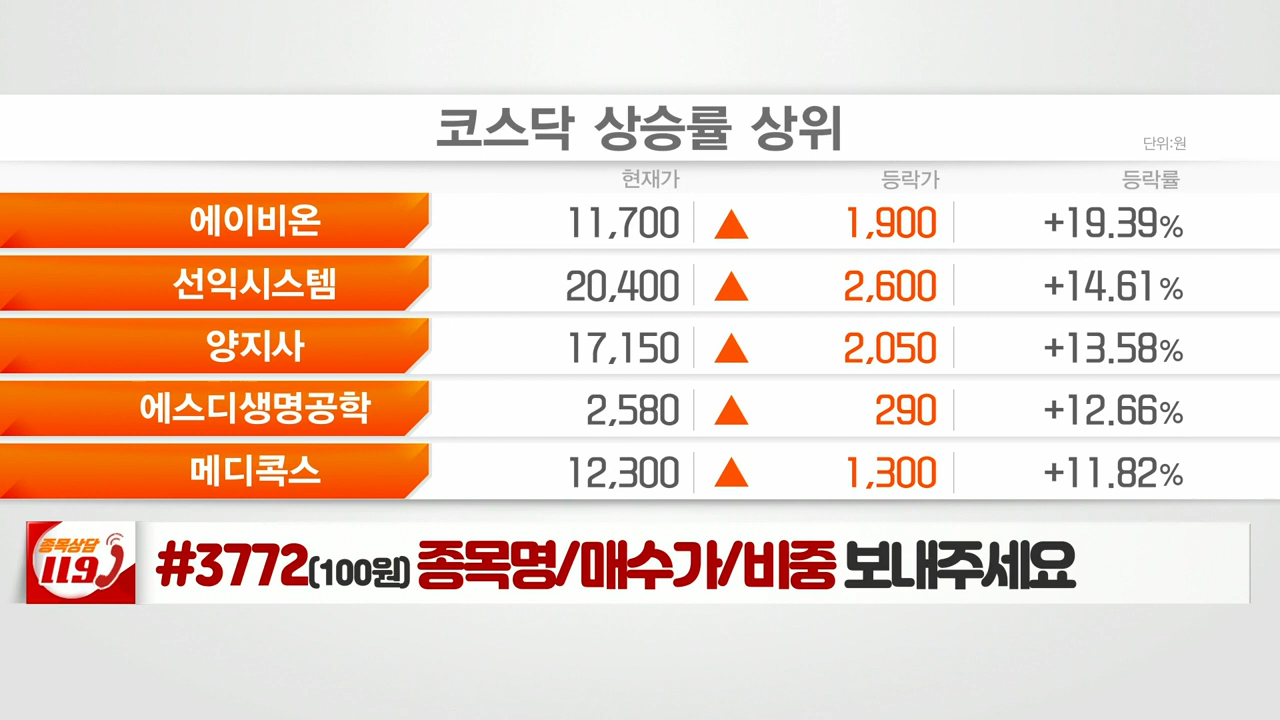 코스닥 상승률 상위
단위:원
현재가 등락가 등락률
에이비온 11,700 ▲ 1,900 +19.39%
선익시스템 20,400 ▲ 2,600 +14.61%
양지사 17,150 ▲ 2,050 +13.58%
에스디생명공학 2,580 ▲ 290 +12.66%
메디콕스 12,300 ▲ 1,300 +11.82%
종목상담
119
#3772(100원) 종목명/매수가/비중 보내주세요